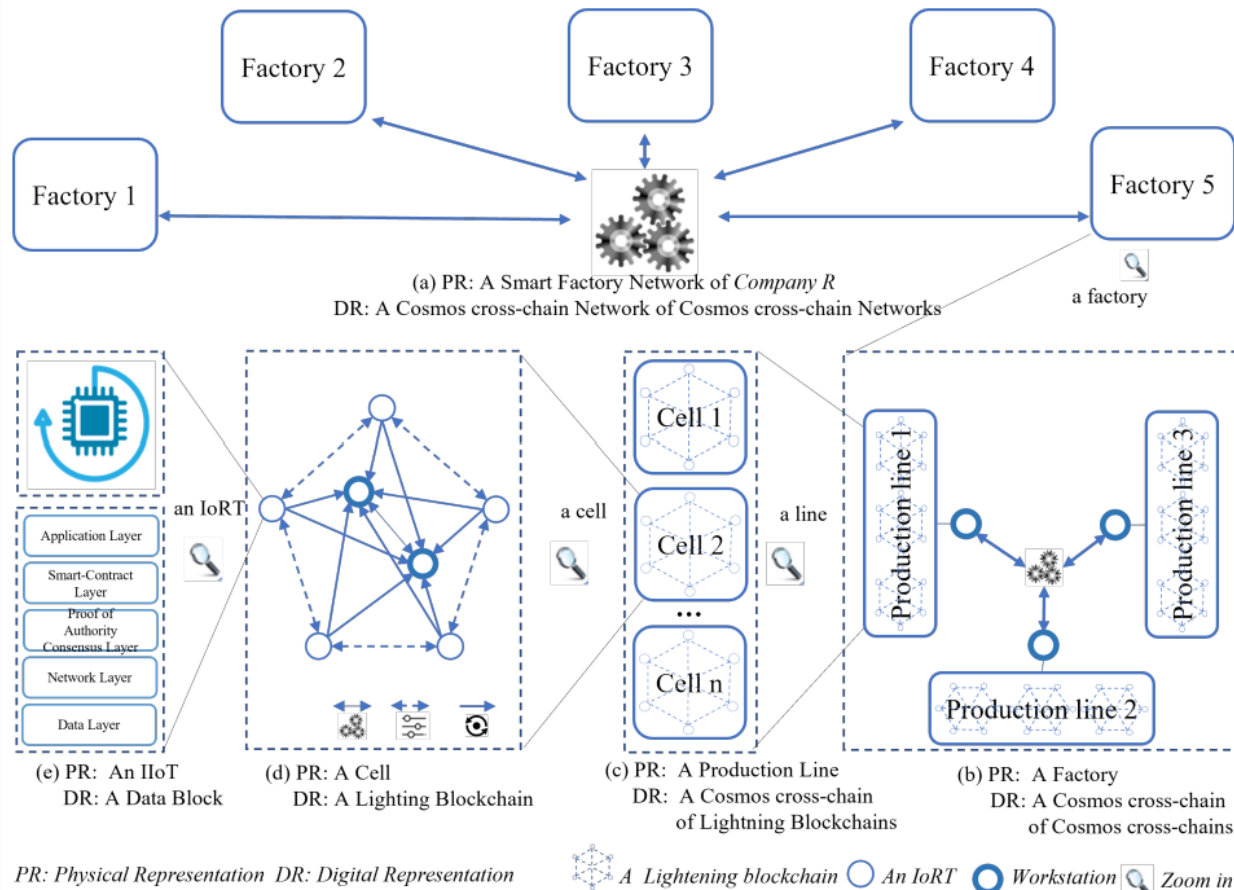 Factory 2
Factory 3
Factory 4
Factory 1
Factory 5
(a) PR: A Smart Factory Network of Company R
DR: A Cosmos cross-chain Network of Cosmos cross-chain Networks
a factory
an IoRT
a cell
a line
Application Layer
Smart-Contract
Layer
Proof of
Authority
Consensus Layer
Network Layer
Data Layer
Cell 1
Cell 2
...
Cell n
Production line 1
Production line 3
Production line 2
(e) PR: An IIoT
DR: A Data Block
(d) PR: A Cell
DR: A Lighting Blockchain
(c) PR: A Production Line
DR: A Cosmos cross-chain
of Lightning Blockchains
(b) PR: A Factory
DR: A Cosmos cross-chain
of Cosmos cross-chains
PR: Physical Representation DR: Digital Representation
A Lightening blockchain
An IoRT
Workstation
Zoom in